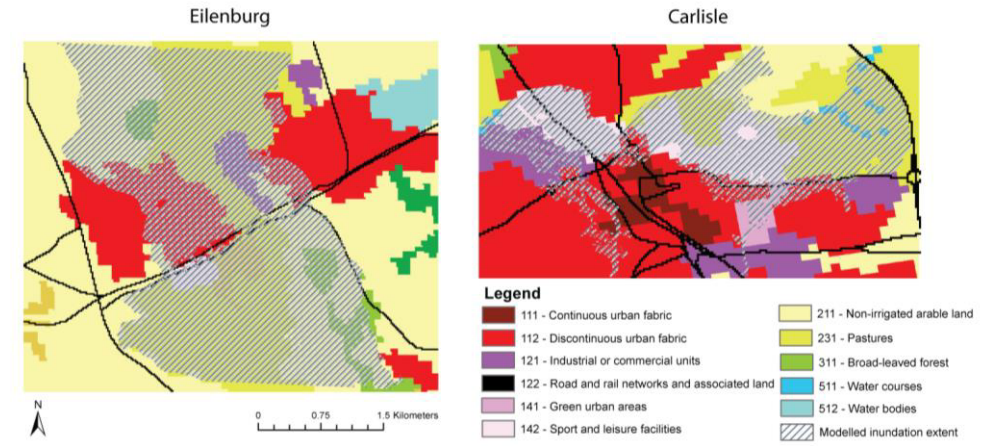 Eilenburg
Carlisle
Legend
111 - Continuous urban fabric
112 - Discontinuous urban fabric
121 - Industrial or commercial units
122 - Road and rail networks and associated land
141 - Green urban areas
142 - Sport and leisure facilities
211 - Non-irrigated arable land
231 - Pastures
311 - Broad-leaved forest
511 - Water courses
512 - Water bodies
Modelled inundation extent
N
0 0.75 1.5 Kilometers